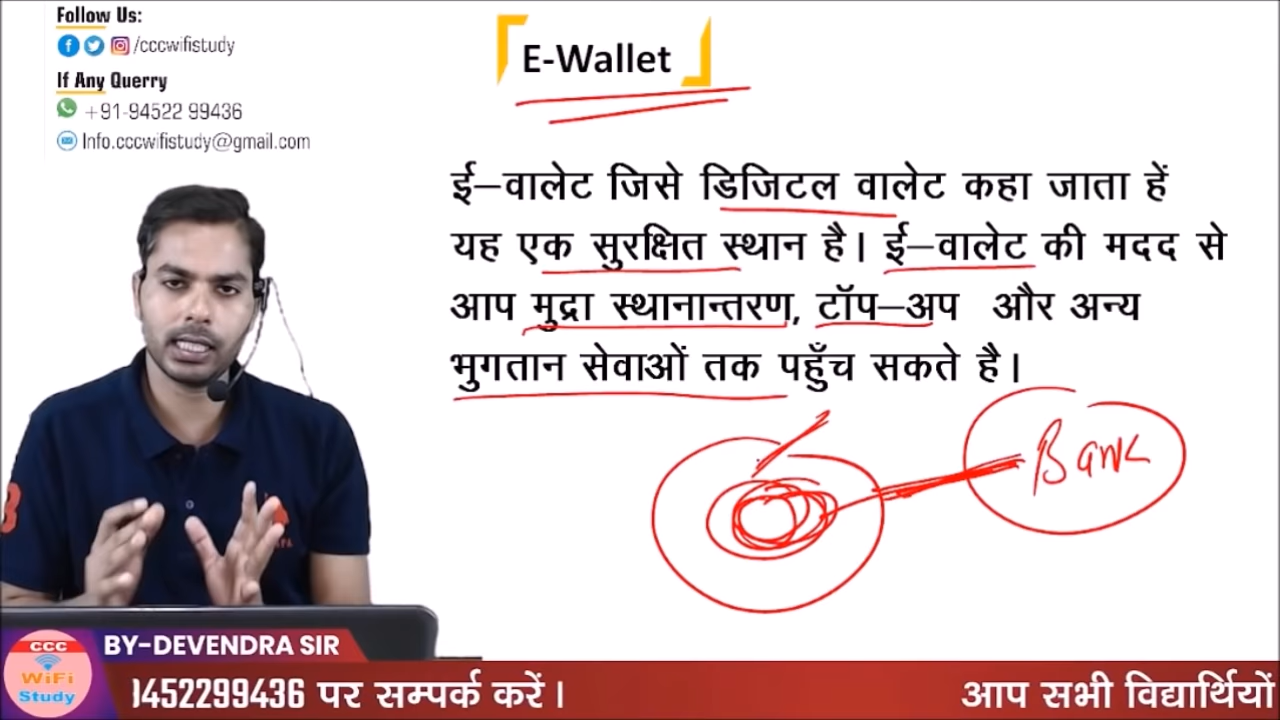 Follow Us:
/cccwifistudy
If Any Querry
+91-94522 99436
Info.cccwifistudy@gmail.com
E-Wallet
ई–वालेट जिसे डिजिटल वालेट कहा जाता हें
यह एक सुरक्षित स्थान है। ई–वालेट की मदद से
आप मुद्रा स्थानान्तरण, टॉप–अप और अन्य
भुगतान सेवाओं तक पहुँच सकते है।
Bank
BY-DEVENDRA SIR
CCC
WiFi
Study
9452299436 पर सम्पर्क करें। आप सभी विद्यार्थियों